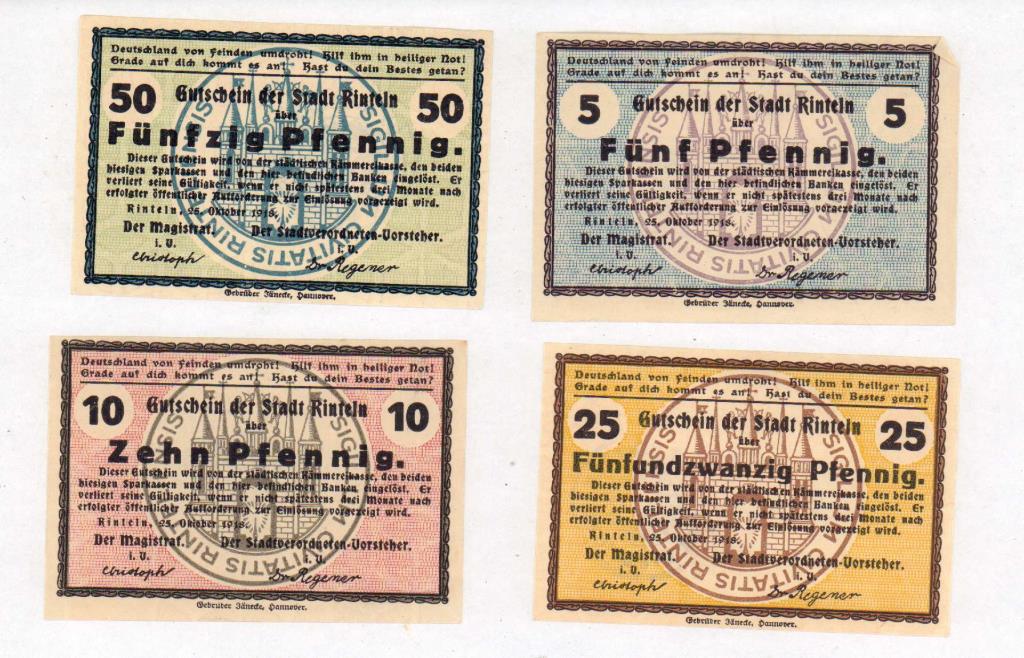 Deutschland von Feinden umdroht! Hilf ihm in heiliger Not!
Grade auf dich kommt es an! Hast du dein Bestes getan?
50 Gutschein der Stadt Rinteln 50
über
Fünfzig Pfennig.
Dieser Gutschein wird von der städtischen Kämmereikasse, den beiden
hiesigen Sparkassen und den hier befindlichen Banken eingelöst. Er
verliert seine Gültigkeit, wenn er nicht spätestens drei Monate nach
erfolgter öffentlicher Aufforderung zur Einlösung vorgezeigt wird.
Rinteln, 25. Oktober 1918.
Der Magistrat. Der Stadtverordneten-Vorsteher.
i. V. i. V.
Christoph Dr. Regener
SIGILLUM CIVITATIS RIN
Gebrüder Jänecke, Hannover.
Deutschland von Feinden umdroht! Hilf ihm in heiliger Not!
Grade auf dich kommt es an! Hast du dein Bestes getan?
5 Gutschein der Stadt Rinteln 5
über
Fünf Pfennig.
Dieser Gutschein wird von der städtischen Kämmereikasse, den beiden
hiesigen Sparkassen und den hier befindlichen Banken eingelöst. Er
verliert seine Gültigkeit, wenn er nicht spätestens drei Monate nach
erfolgter öffentlicher Aufforderung zur Einlösung vorgezeigt wird.
Rinteln, 25. Oktober 1918.
Der Magistrat. Der Stadtverordneten-Vorsteher.
i. V. i. V.
Christoph Dr. Regener
Gebrüder Jänecke, Hannover.
Deutschland von Feinden umdroht! Hilf ihm in heiliger Not!
Grade auf dich kommt es an! Hast du dein Bestes getan?
10 Gutschein der Stadt Rinteln 10
über
Zehn Pfennig.
Dieser Gutschein wird von der städtischen Kämmereikasse, den beiden
hiesigen Sparkassen und den hier befindlichen Banken eingelöst. Er
verliert seine Gültigkeit, wenn er nicht spätestens drei Monate nach
erfolgter öffentlicher Aufforderung zur Einlösung vorgezeigt wird.
Rinteln, 25. Oktober 1918.
Der Magistrat. Der Stadtverordneten-Vorsteher.
i. V. i. V.
Christoph Dr. Regener
Gebrüder Jänecke, Hannover.
Deutschland von Feinden umdroht! Hilf ihm in heiliger Not!
Grade auf dich kommt es an! Hast du dein Bestes getan?
25 Gutschein der Stadt Rinteln 25
über
Fünfundzwanzig Pfennig.
Dieser Gutschein wird von der städtischen Kämmereikasse, den beiden
hiesigen Sparkassen und den hier befindlichen Banken eingelöst. Er
verliert seine Gültigkeit, wenn er nicht spätestens drei Monate nach
erfolgter öffentlicher Aufforderung zur Einlösung vorgezeigt wird.
Rinteln, 25. Oktober 1918.
Der Magistrat. Der Stadtverordneten-Vorsteher.
i. V. i. V.
Christoph Dr. Regener
Gebrüder Jänecke, Hannover.